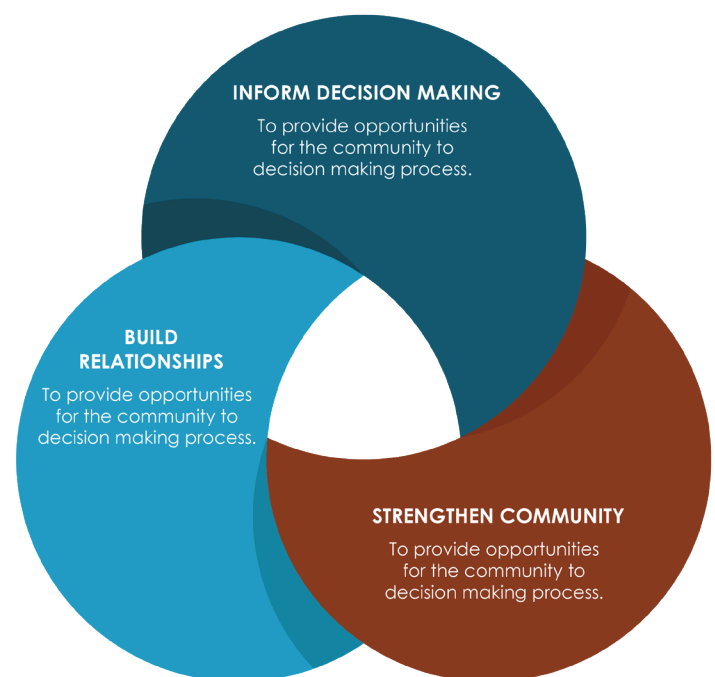 INFORM DECISION MAKING
To provide opportunities
for the community to
decision making process.
BUILD
RELATIONSHIPS
To provide opportunities
for the community to
decision making process.
STRENGTHEN COMMUNITY
To provide opportunities
for the community to
decision making process.